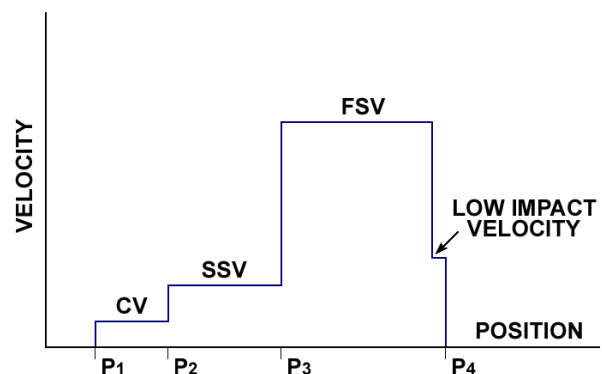 FSV
VELOCITY
LOW IMPACT
VELOCITY
SSV
CV
POSITION
P1 P2 P3 P4